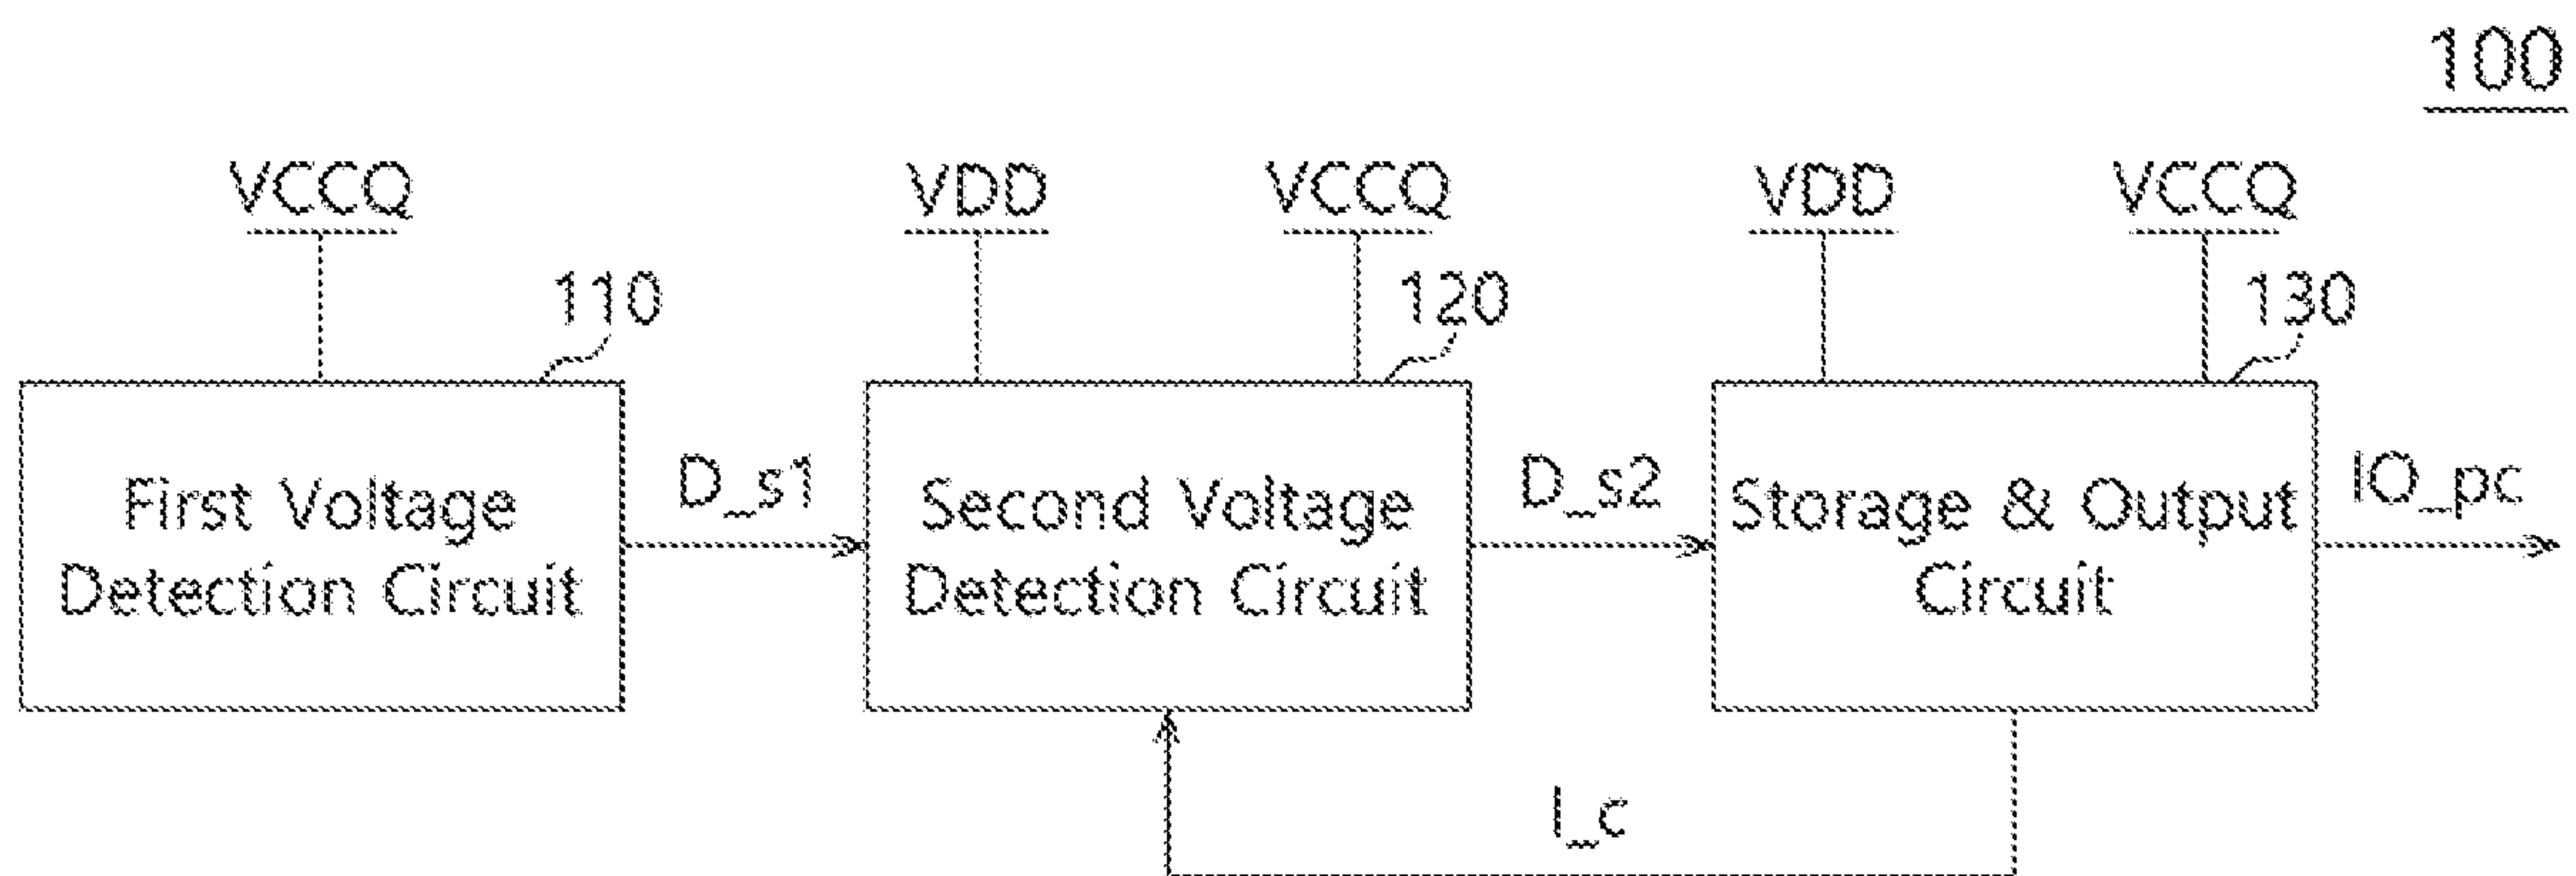 100
VCCQ
VDD
VCCQ
VDD
VCCQ
110
120
130
First Voltage
Detection Circuit
D_s1
Second Voltage
Detection Circuit
D_s2
Storage & Output
Circuit
IO_pc
I_c